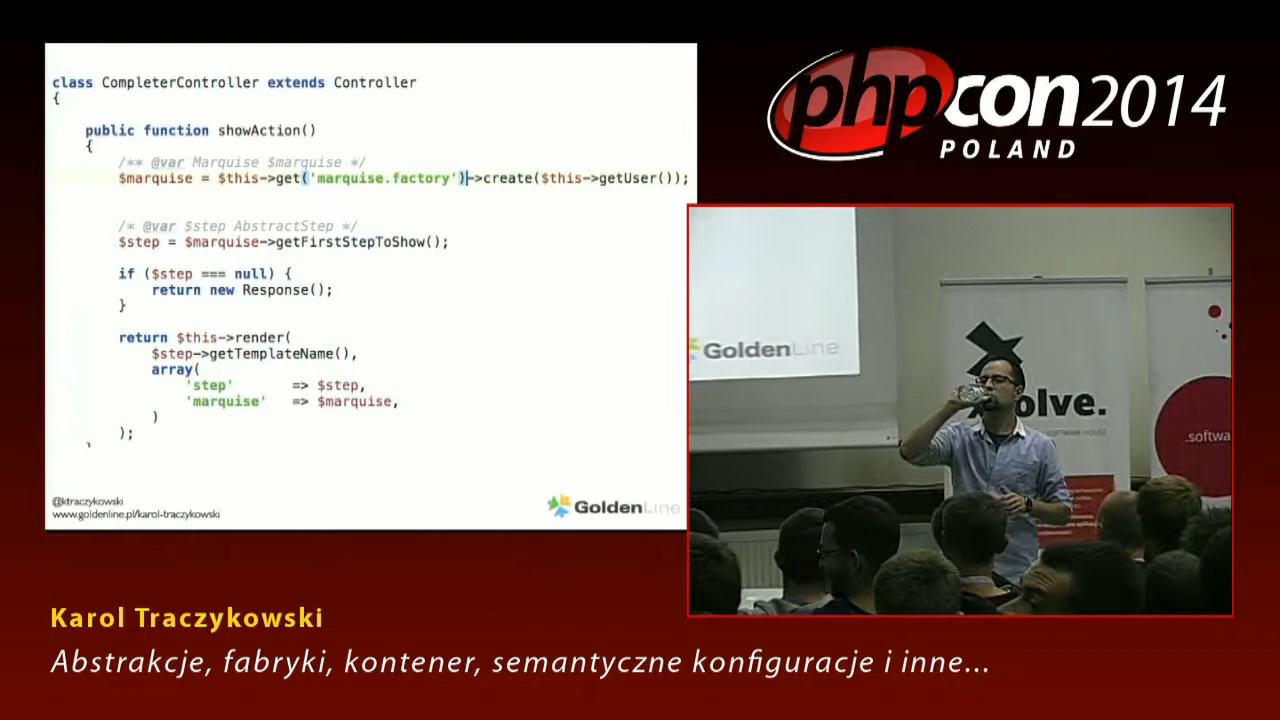 class CompleterController extends Controller
{
public function showAction()
{
/** @var Marquise $marquise */
$marquise = $this->get('marquise.factory')->create($this->getUser());
/* @var $step AbstractStep */
$step = $marquise->getFirstStepToShow();
if ($step === null) {
return new Response();
}
return $this->render(
$step->getTemplateName(),
array(
'step' => $step,
'marquise' => $marquise,
)
);
@ktraczykowski
www.goldenline.pl/karol-traczykowski
GoldenLine
phpcon2014
POLAND
GoldenLine
olve.
SOFTWARE HOUSE
.softwa
Karol Traczykowski
Abstrakcje, fabryki, kontener, semantyczne konfiguracje i inne...